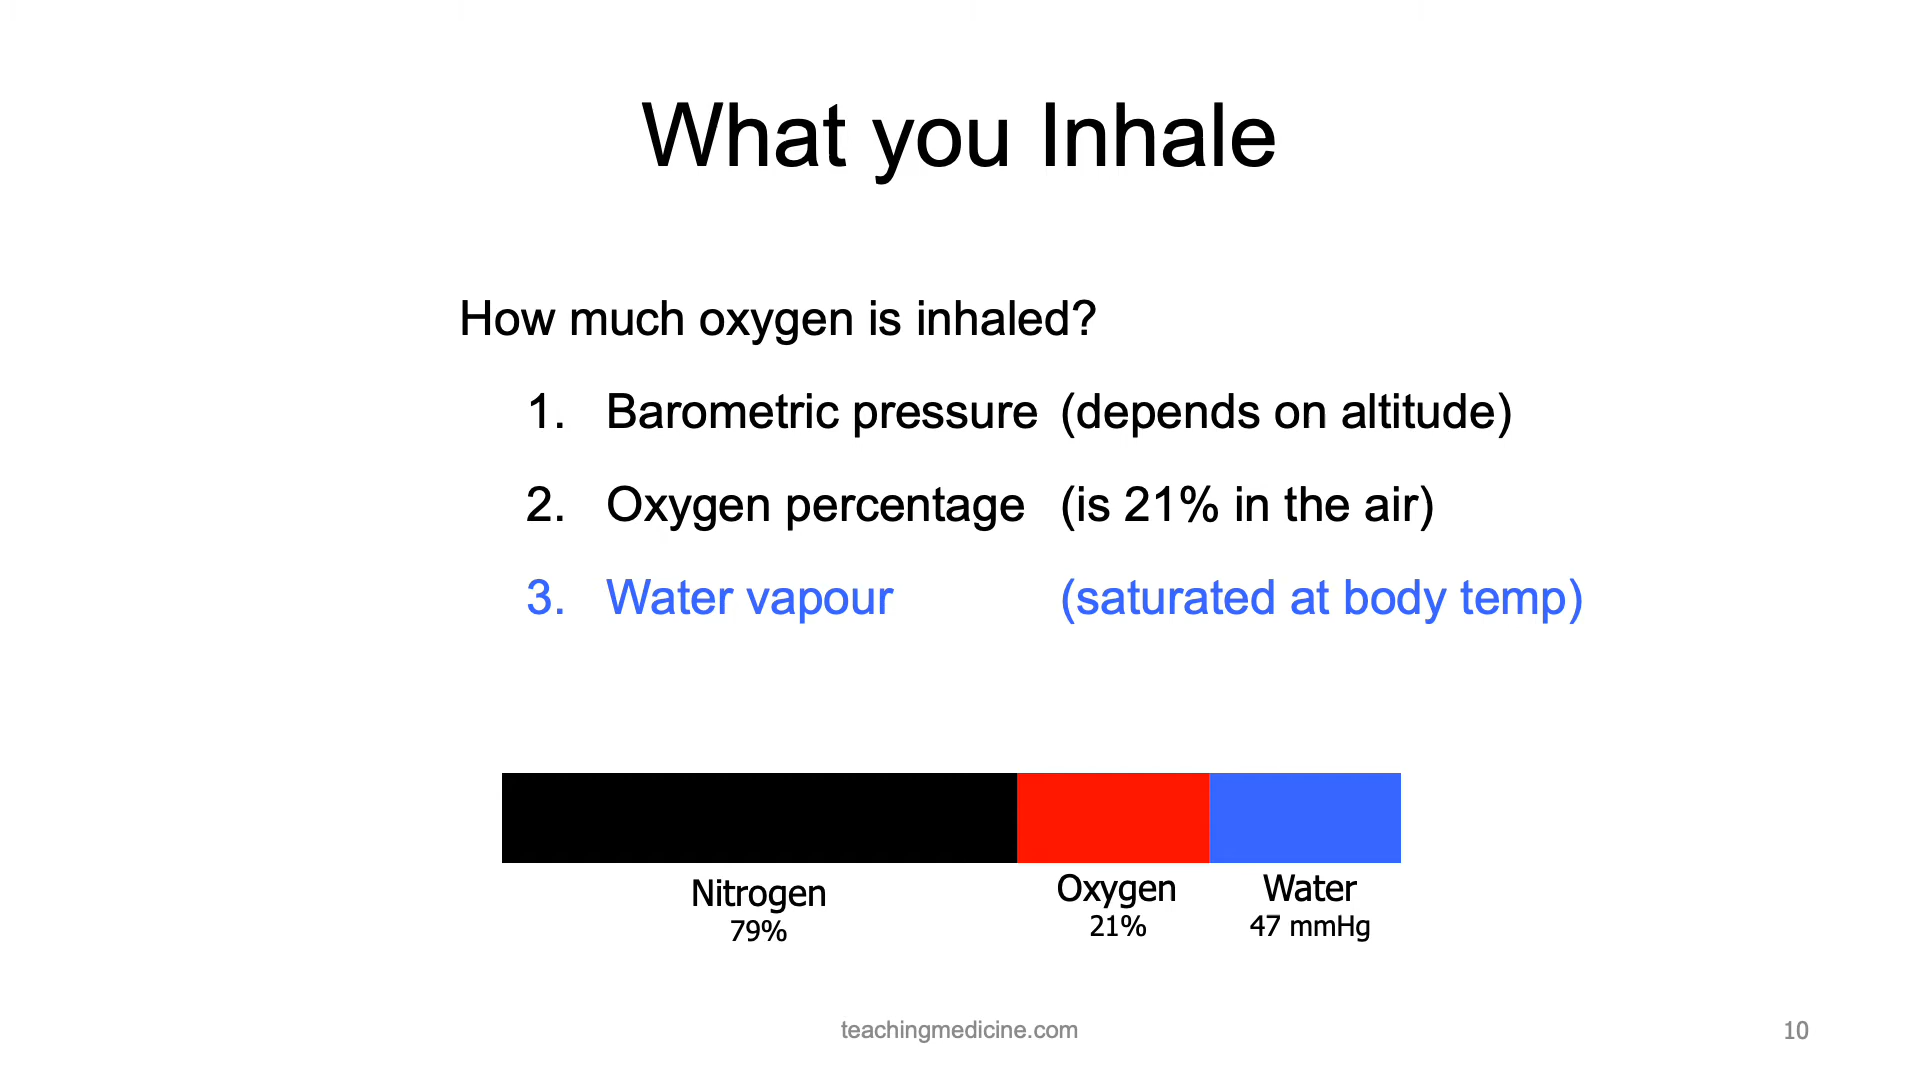 What you Inhale
How much oxygen is inhaled?
1. Barometric pressure (depends on altitude)
2. Oxygen percentage (is 21% in the air)
3. Water vapour (saturated at body temp)
Nitrogen
79%
Oxygen
21%
Water
47 mmHg
teachingmedicine.com
10